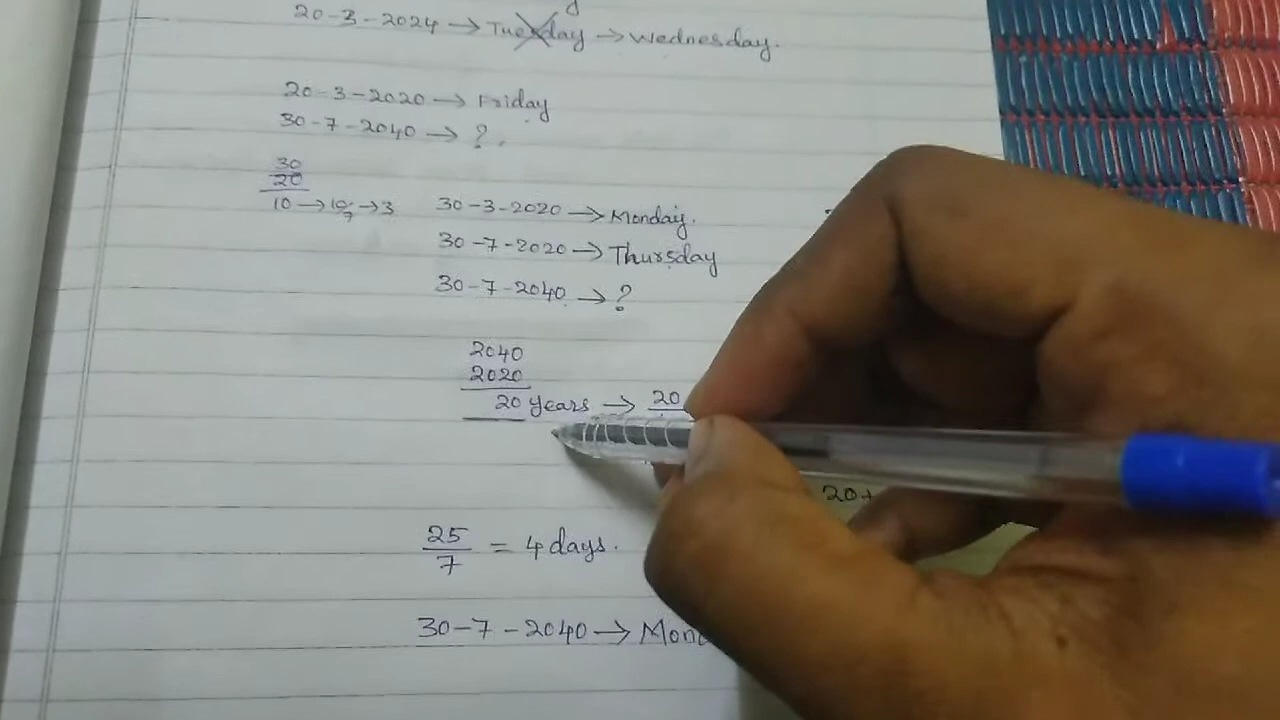 20-3-2024 → Tuesday → Wednesday.
20-3-2020 → Friday
30-7-2040 → ?
30
20
10 → 10/7 → 3
30-3-2020 → Monday.
30-7-2020 → Thursday
30-7-2040 → ?
2040
2020
20 years → 20
20+
25/7 = 4 days.
30-7-2040 →